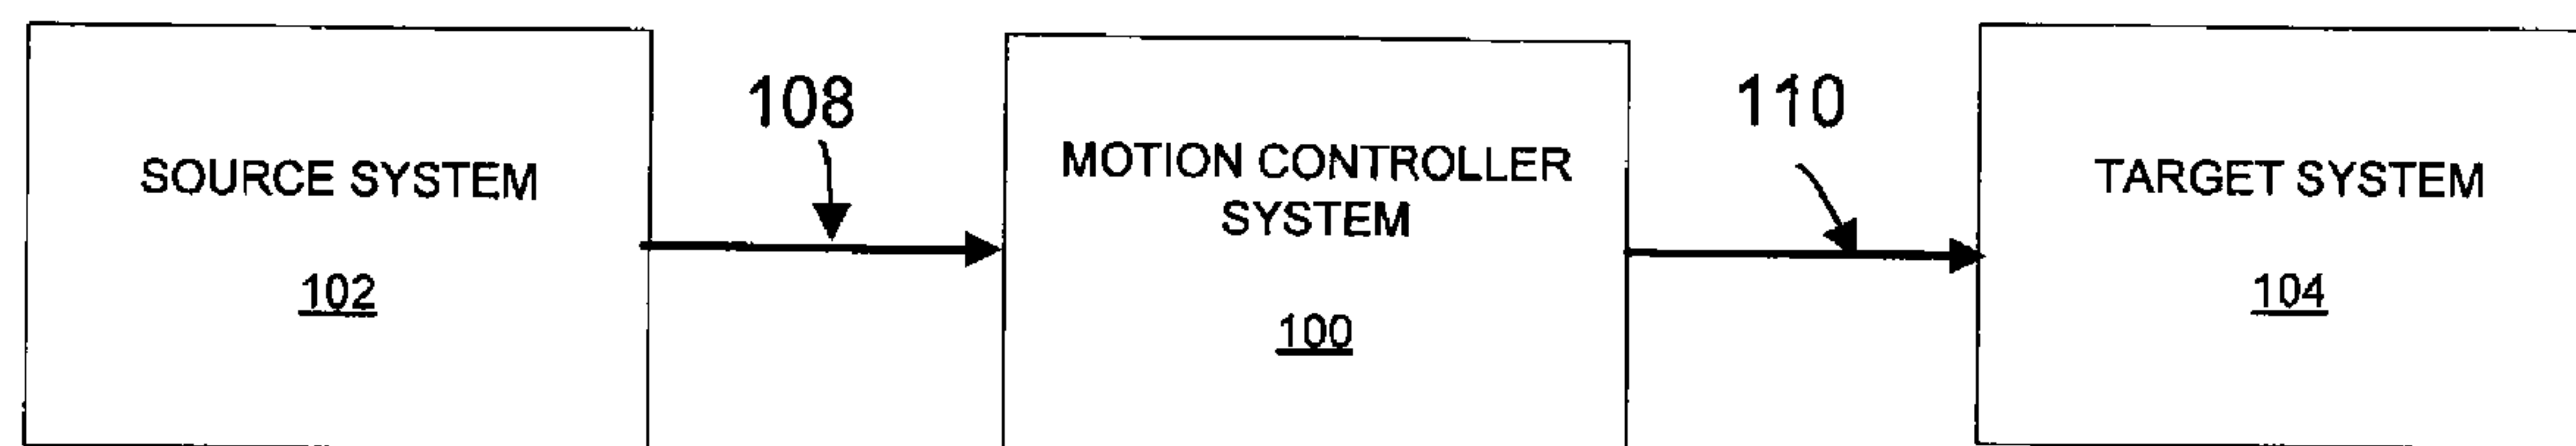 SOURCE SYSTEM
102
108
MOTION CONTROLLER
SYSTEM
100
110
TARGET SYSTEM
104